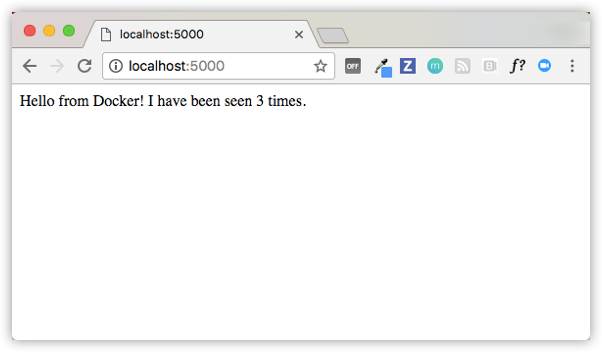 localhost:5000
localhost:5000
OFF Z m B f?
Hello from Docker! I have been seen 3 times.